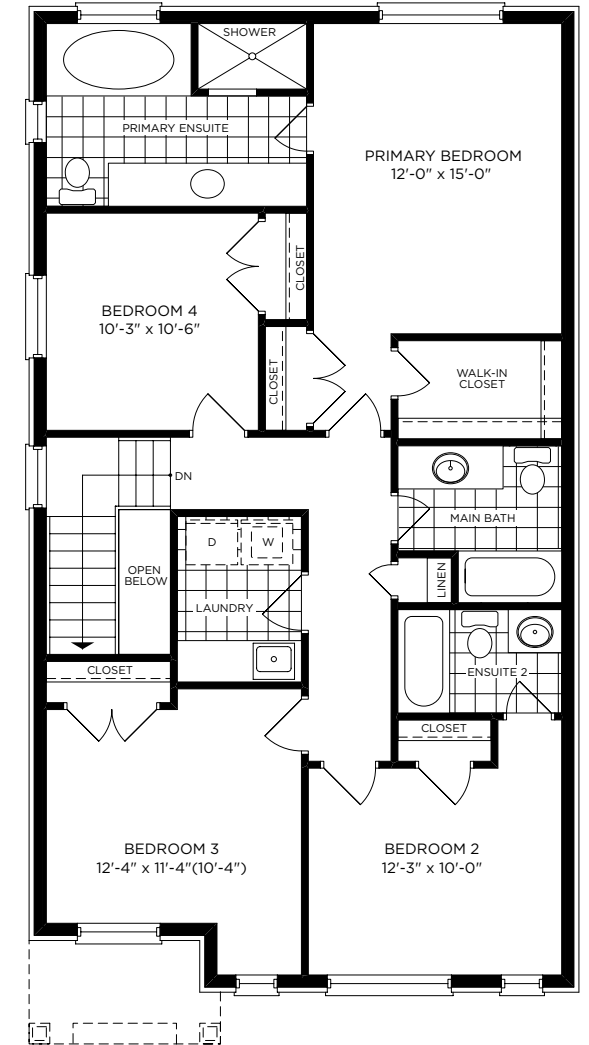 SHOWER
PRIMARY ENSUITE
PRIMARY BEDROOM
12'-0" x 15'-0"
CLOSET
BEDROOM 4
10'-3" x 10'-6"
CLOSET
WALK-IN
CLOSET
DN
MAIN BATH
D
W
OPEN
BELOW
LINEN
LAUNDRY
CLOSET
ENSUITE 2
CLOSET
BEDROOM 3
12'-4" x 11'-4"(10'-4")
BEDROOM 2
12'-3" x 10'-0"